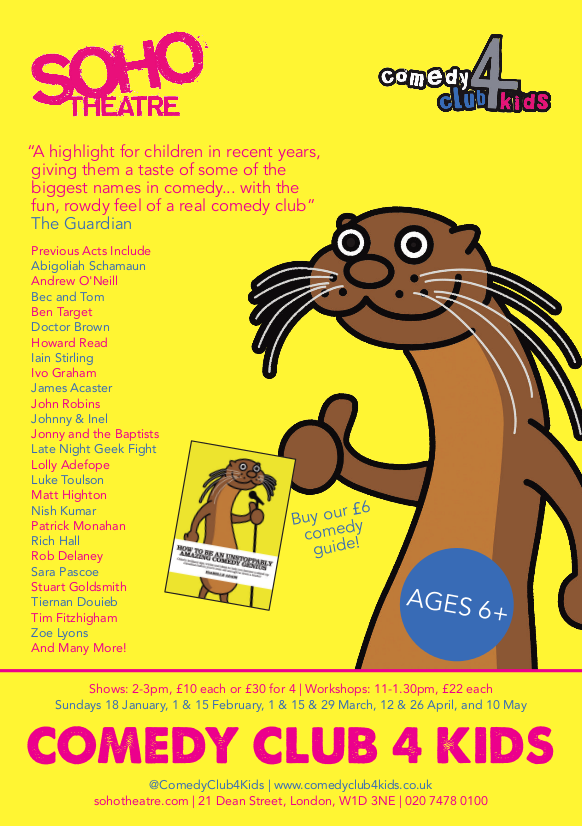 SOHO
THEATRE
comedy
4
club kids
“A highlight for children in recent years,
giving them a taste of some of the
biggest names in comedy... with the
fun, rowdy feel of a real comedy club“
The Guardian
Previous Acts Include
Abigoliah Schamaun
Andrew O'Neill
Bec and Tom
Ben Target
Doctor Brown
Howard Read
Iain Stirling
Ivo Graham
James Acaster
John Robins
Johnny & Inel
Jonny and the Baptists
Late Night Geek Fight
Lolly Adefope
Luke Toulson
Matt Highton
Nish Kumar
Patrick Monahan
Rich Hall
Rob Delaney
Sara Pascoe
Stuart Goldsmith
Tiernan Douieb
Tim Fitzhigham
Zoe Lyons
And Many More!
HOW TO BE AN UNSTOPPABLY
AMAZING COMEDY GENIUS
Buy our £6
comedy
guide!
AGES 6+
Shows: 2-3pm, £10 each or £30 for 4 | Workshops: 11-1.30pm, £22 each
Sundays 18 January, 1 & 15 February, 1 & 15 & 29 March, 12 & 26 April, and 10 May
COMEDY CLUB 4 KIDS
@ComedyClub4Kids | www.comedyclub4kids.co.uk
sohotheatre.com | 21 Dean Street, London, W1D 3NE | 020 7478 0100